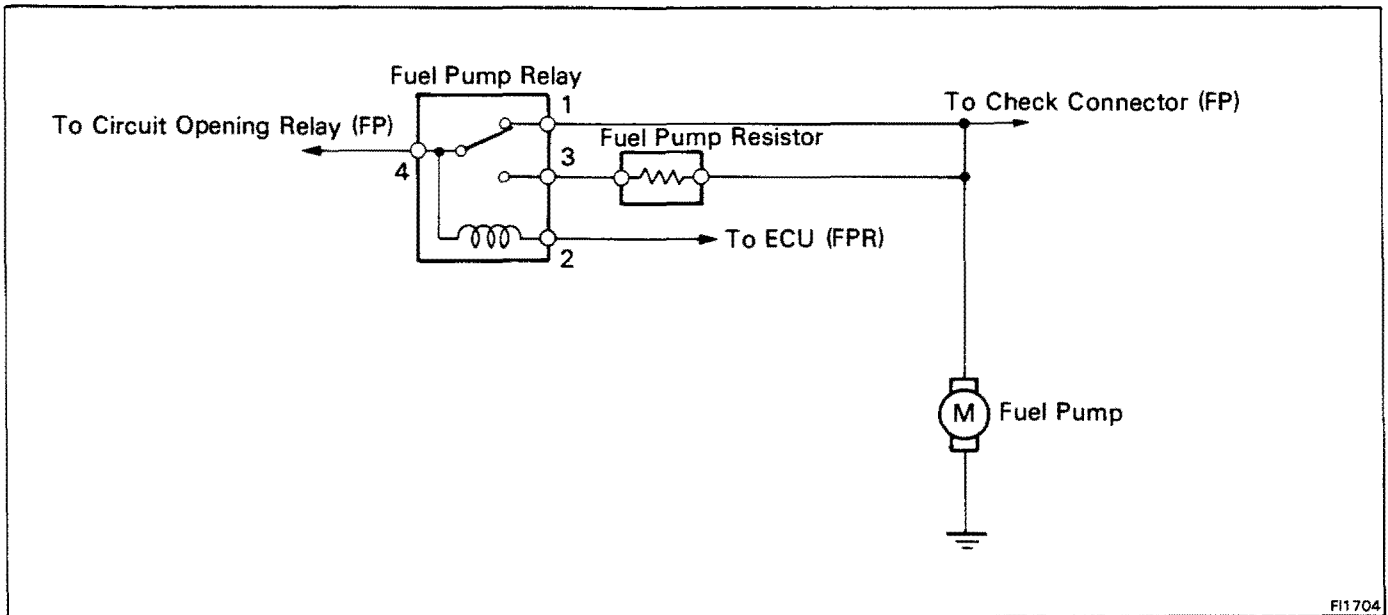 Fuel Pump Relay
To Circuit Opening Relay (FP)
1
To Check Connector (FP)
Fuel Pump Resistor
4
3
To ECU (FPR)
2
M
Fuel Pump
FI1704